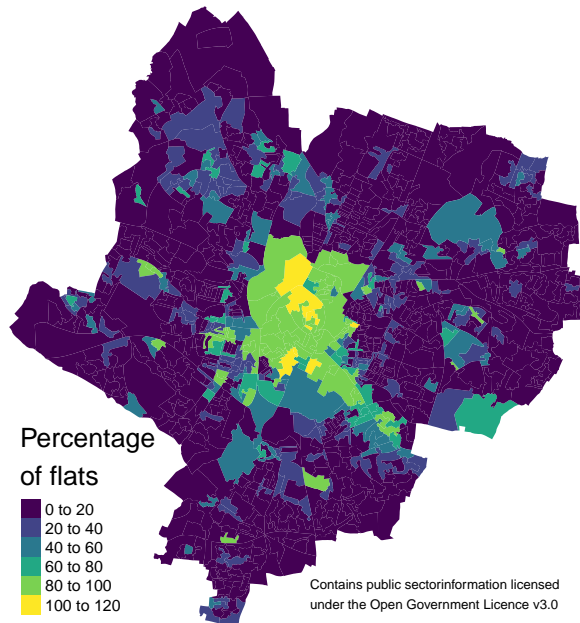 Percentage
of flats
0 to 20
20 to 40
40 to 60
60 to 80
80 to 100
100 to 120
Contains public sectorinformation licensed
under the Open Government Licence v3.0